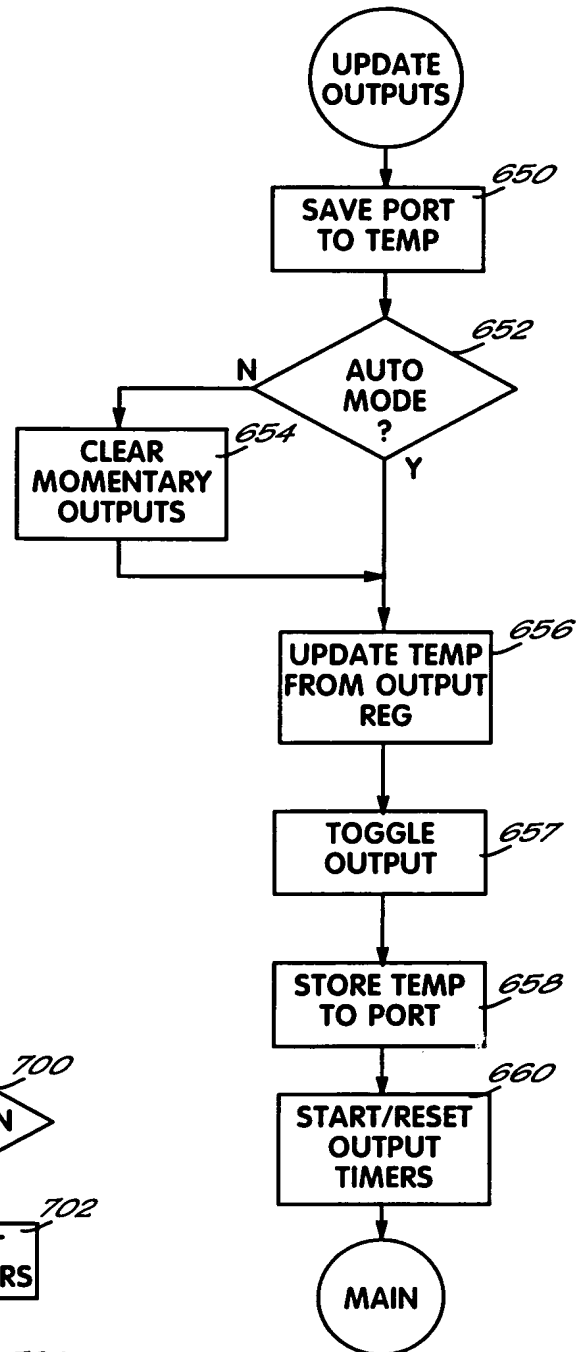 UPDATE
OUTPUTS
650
SAVE PORT
TO TEMP
652
AUTO
MODE
?
N
Y
654
CLEAR
MOMENTARY
OUTPUTS
656
UPDATE TEMP
FROM OUTPUT
REG
657
TOGGLE
OUTPUT
658
STORE TEMP
TO PORT
660
START/RESET
OUTPUT
TIMERS
MAIN
700
N
702
RS